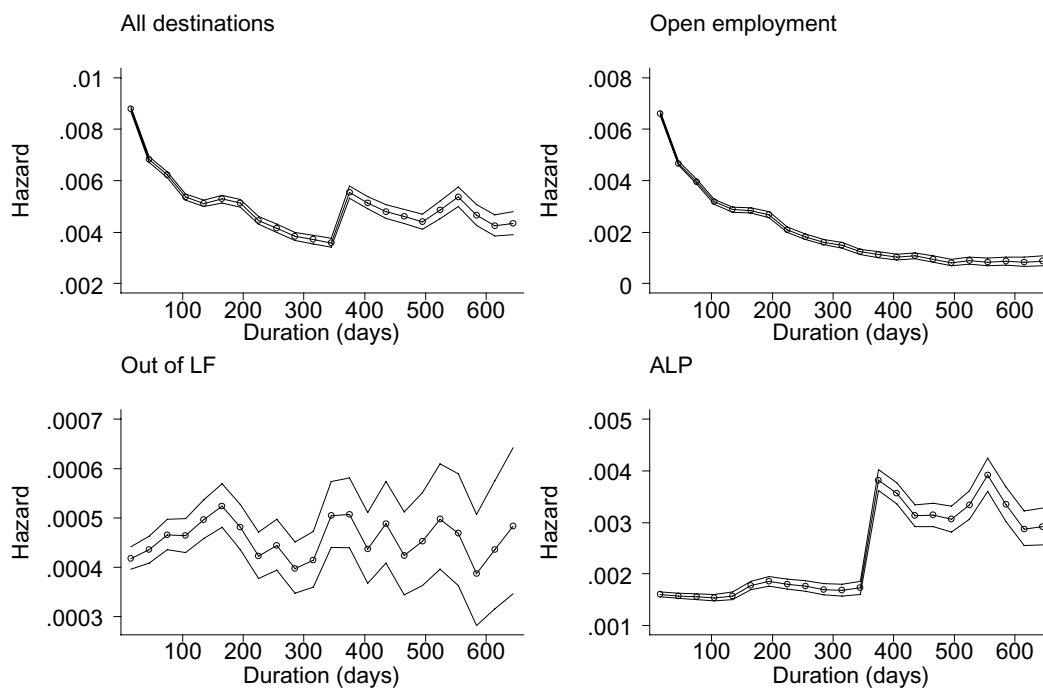 All destinations
Hazard
.01
.008
.006
.004
.002
100 200 300 400 500 600
Duration (days)
Open employment
Hazard
.008
.006
.004
.002
0
100 200 300 400 500 600
Duration (days)
Out of LF
Hazard
.0007
.0006
.0005
.0004
.0003
100 200 300 400 500 600
Duration (days)
ALP
Hazard
.005
.004
.003
.002
.001
100 200 300 400 500 600
Duration (days)